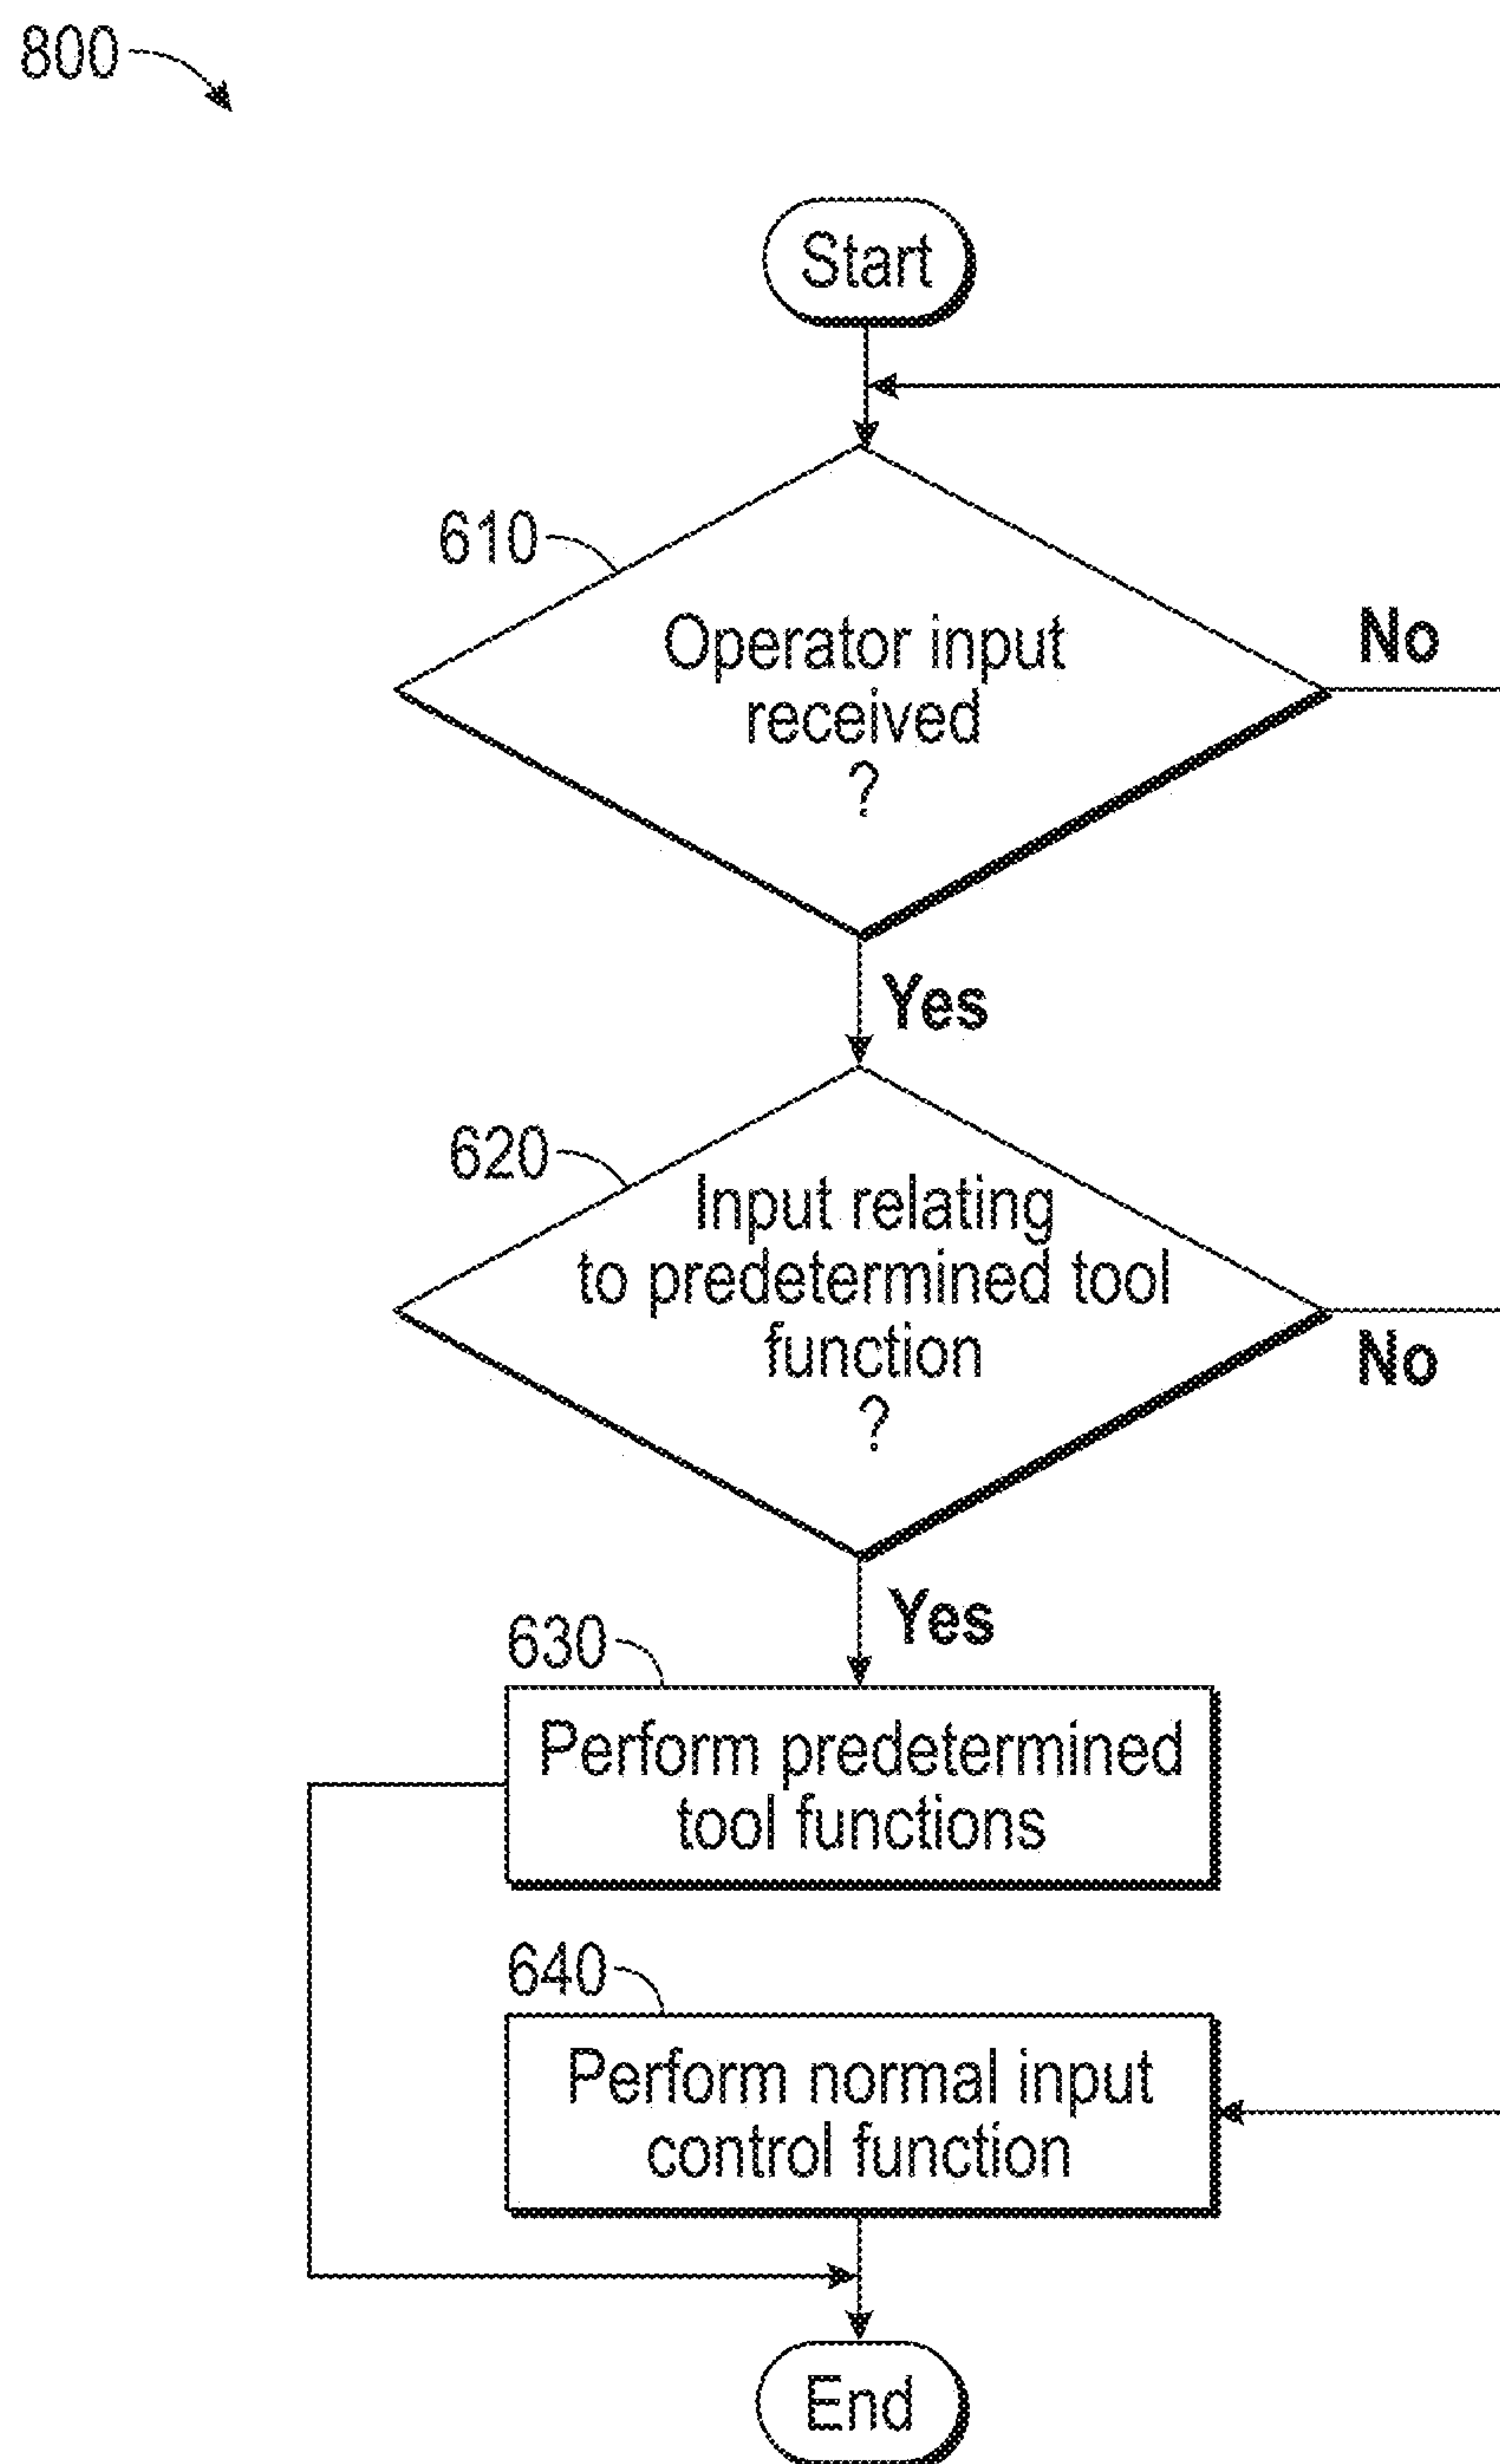 800
Start
610
Operator input
received
?
No
Yes
620
Input relating
to predetermined tool
function
?
No
Yes
630
Perform predetermined
tool functions
640
Perform normal input
control function
End